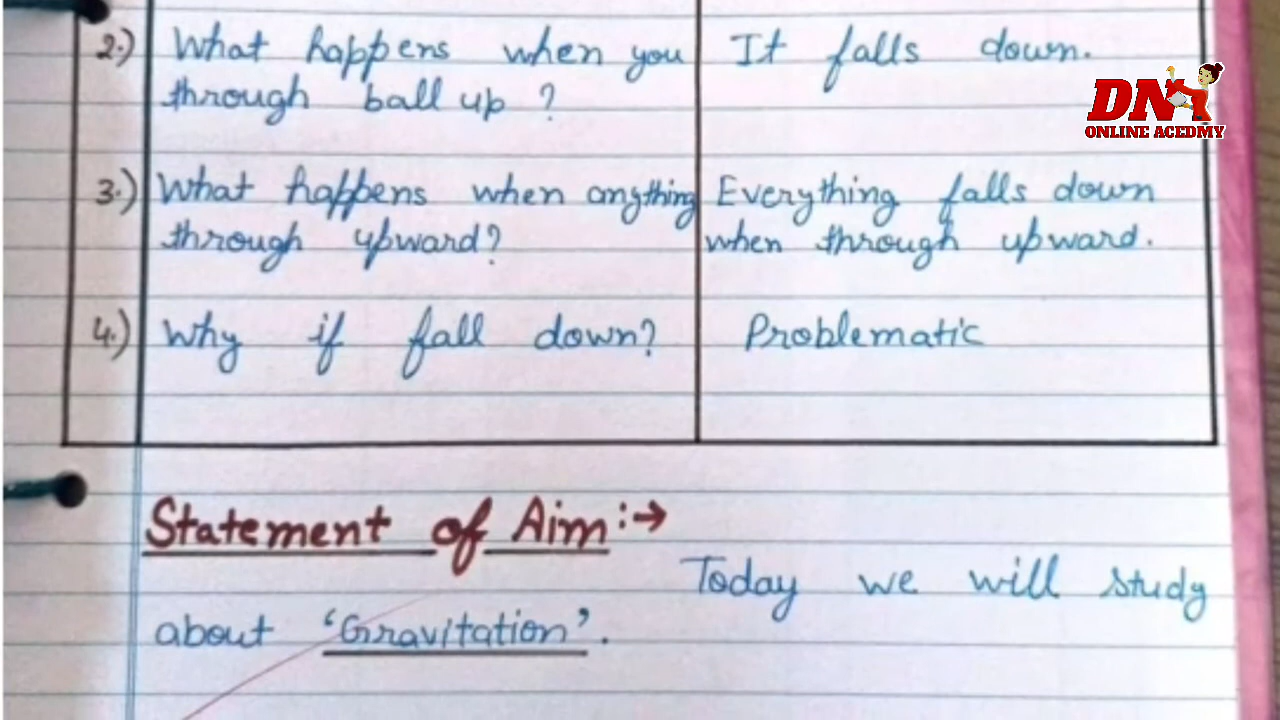 2.) What happens when you It falls down.
through ball up ?
3.) What happens when anything Everything falls down
through upward? when through upward.
4.) Why if fall down? Problematic
Statement of Aim :→
Today we will study
about ‘Gravitation’.
DN
ONLINE ACEDMY